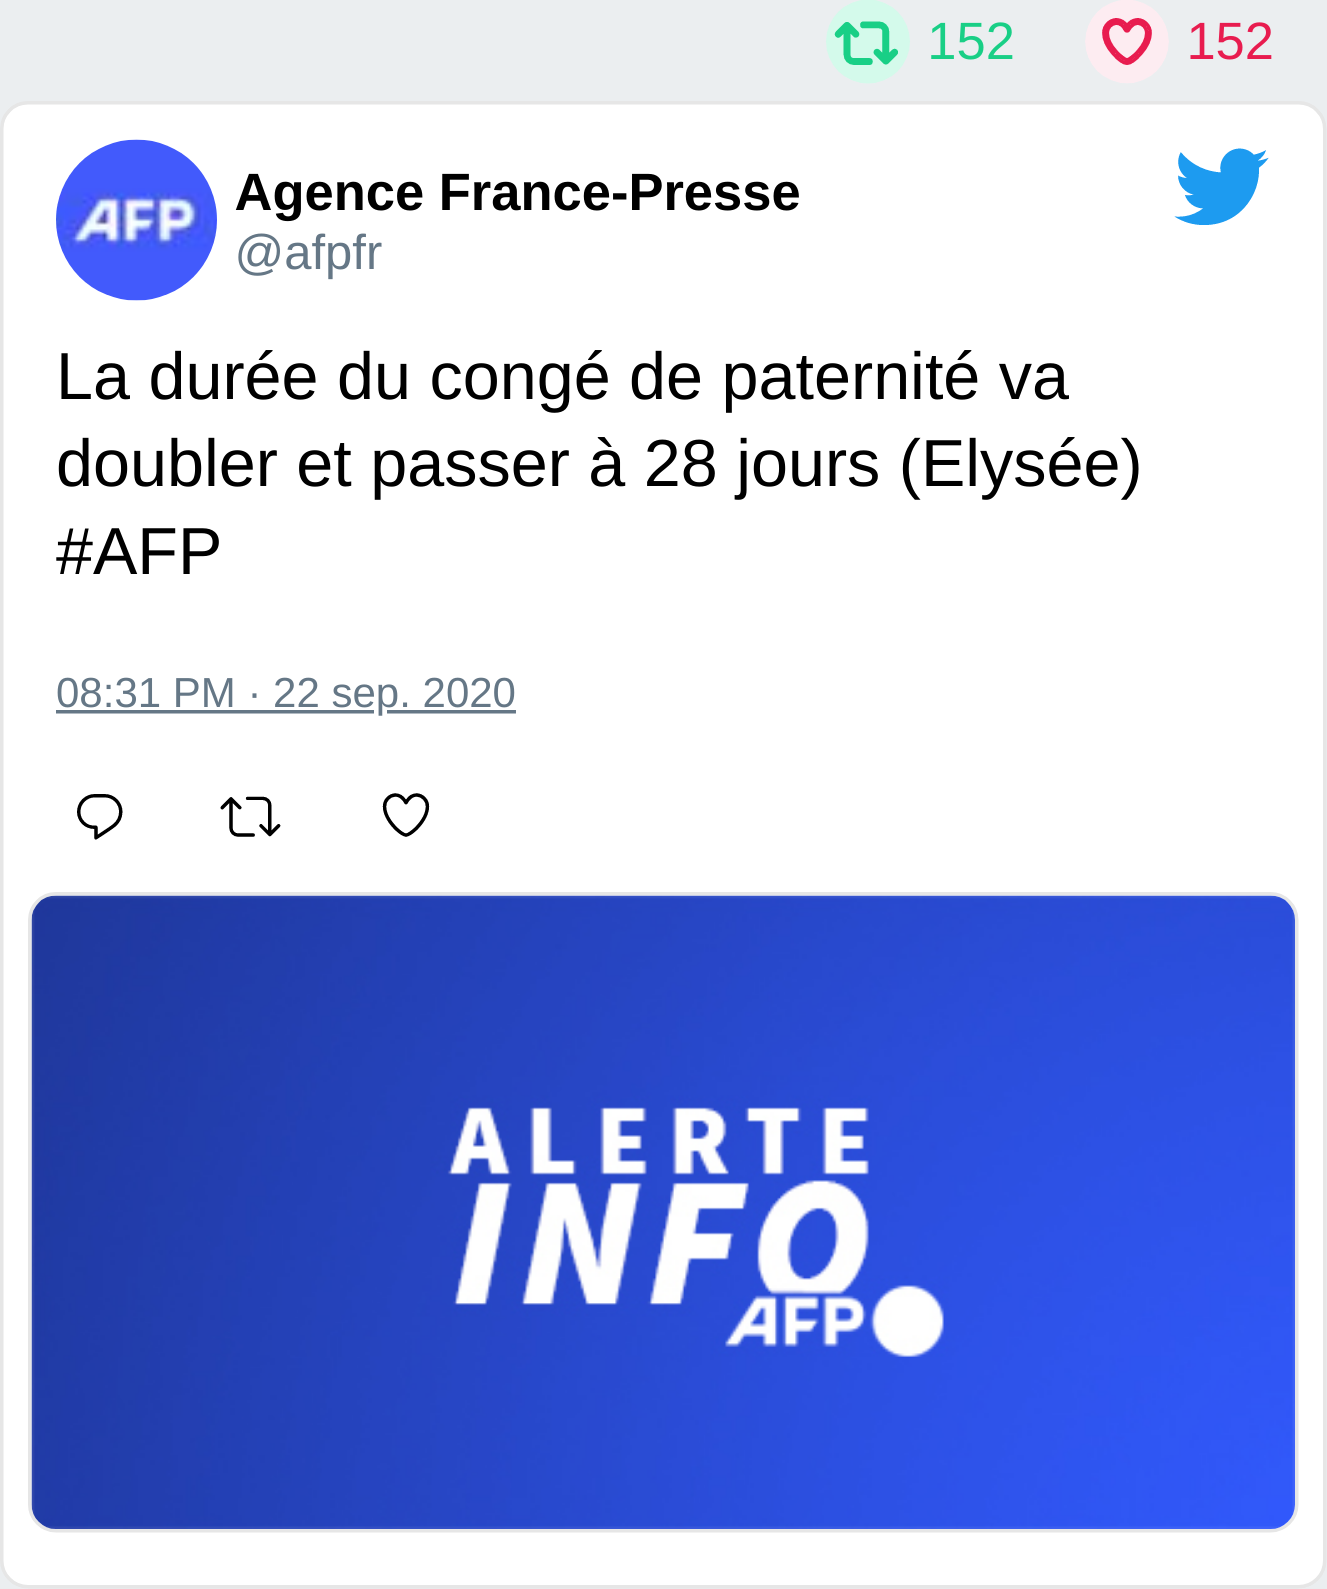 152 152
AFP
Agence France-Presse
@afpfr
La durée du congé de paternité va
doubler et passer à 28 jours (Elysée)
#AFP
08:31 PM · 22 sep. 2020
ALERTE
INFO
AFP